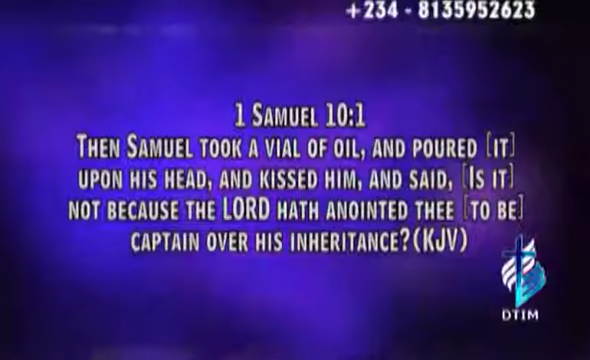 +234 - 8135952623
1 SAMUEL 10:1
THEN SAMUEL TOOK A VIAL OF OIL, AND POURED [IT]
UPON HIS HEAD, AND KISSED HIM, AND SAID, [IS IT]
NOT BECAUSE THE LORD HATH ANOINTED THEE [TO BE]
CAPTAIN OVER HIS INHERITANCE?(KJV)
DTIM